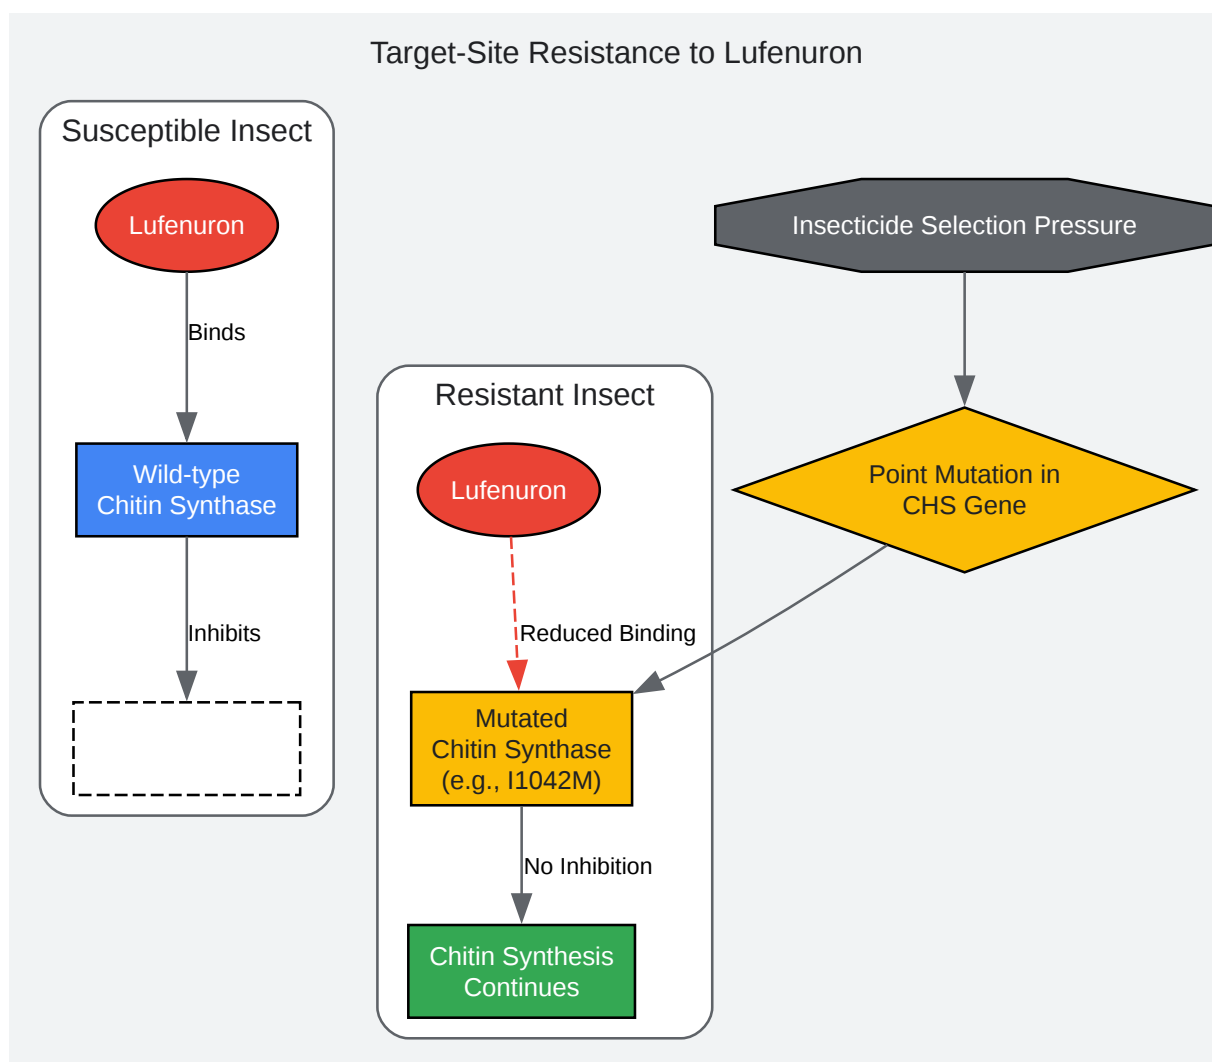 Target-Site Resistance to Lufenuron
Susceptible Insect
Lufenuron
Binds
Wild-type
Chitin Synthase
Inhibits
Insecticide Selection Pressure
Point Mutation in
CHS Gene
Resistant Insect
Lufenuron
Reduced Binding
Mutated
Chitin Synthase
(e.g., I1042M)
No Inhibition
Chitin Synthesis
Continues